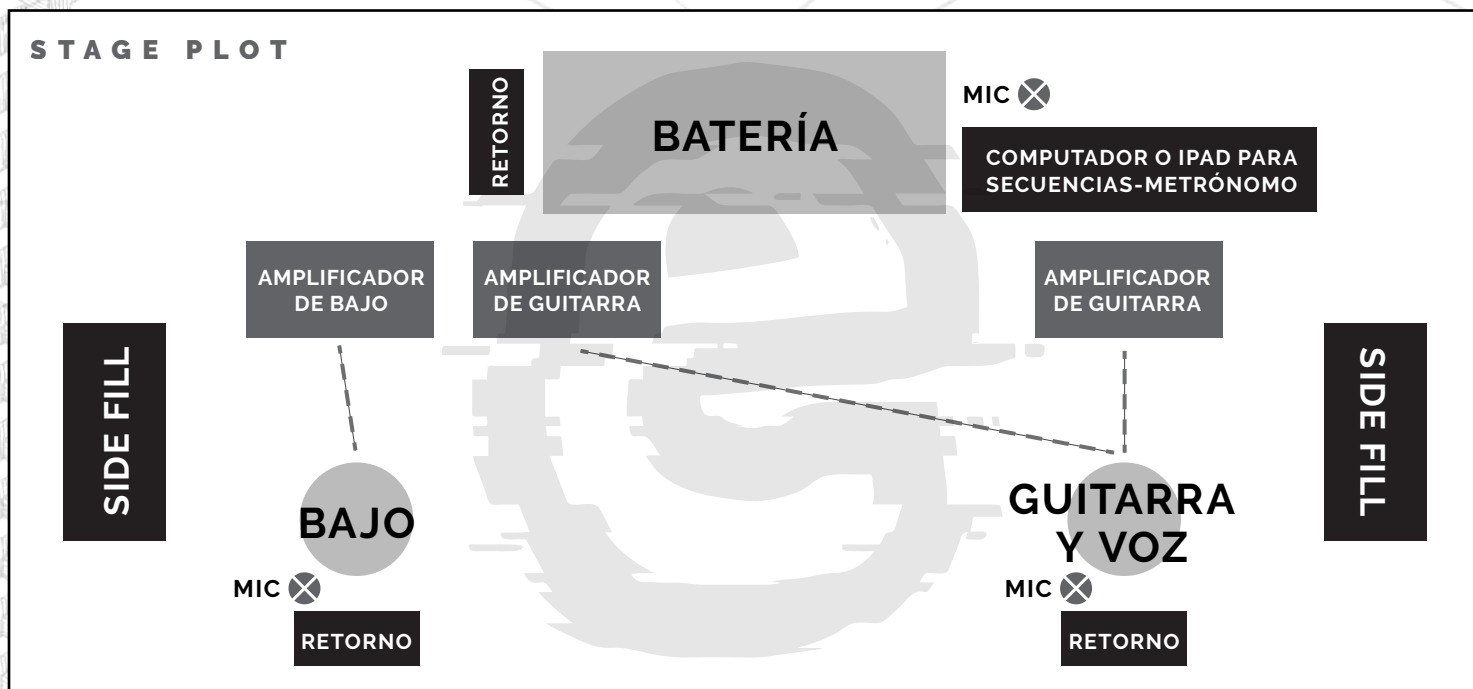 STAGE PLOT
RETORNO
BATERÍA
MIC
COMPUTADOR O IPAD PARA
SECUENCIAS-METRÓNOMO
AMPLIFICADOR
DE BAJO
AMPLIFICADOR
DE GUITARRA
AMPLIFICADOR
DE GUITARRA
SIDE FILL
SIDE FILL
BAJO
GUITARRA
Y VOZ
MIC
RETORNO
MIC
RETORNO